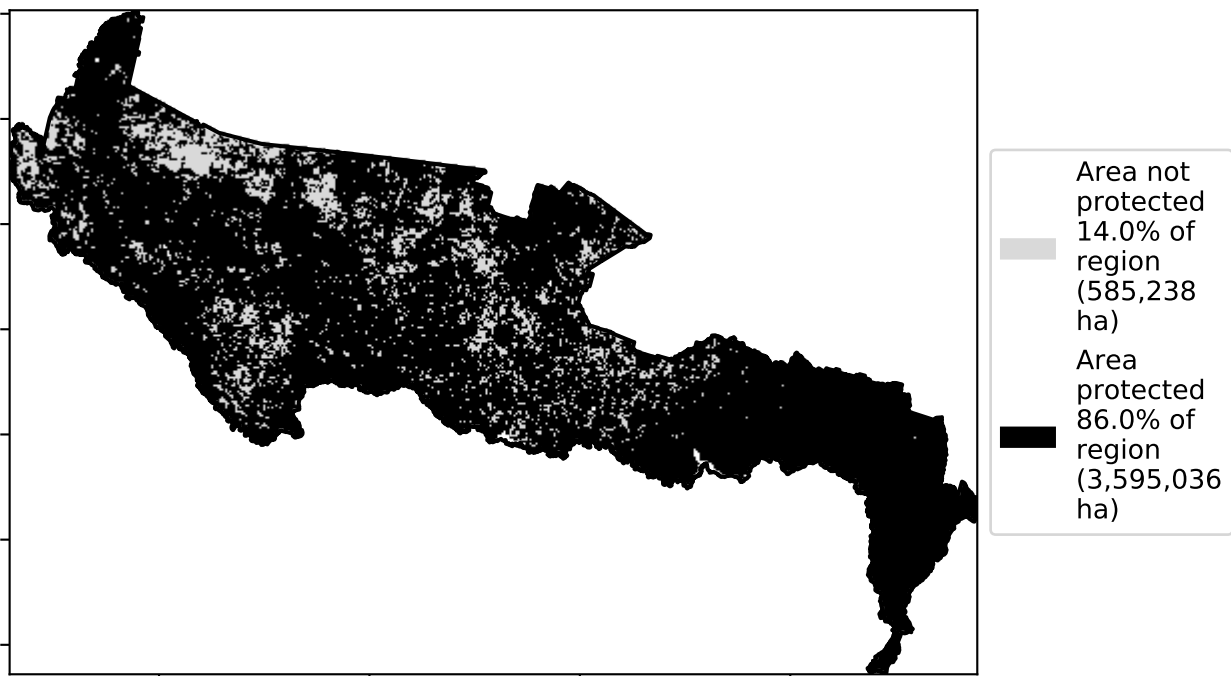 Area not
protected
14.0% of
region
(585,238
ha)
Area
protected
86.0% of
region
(3,595,036
ha)